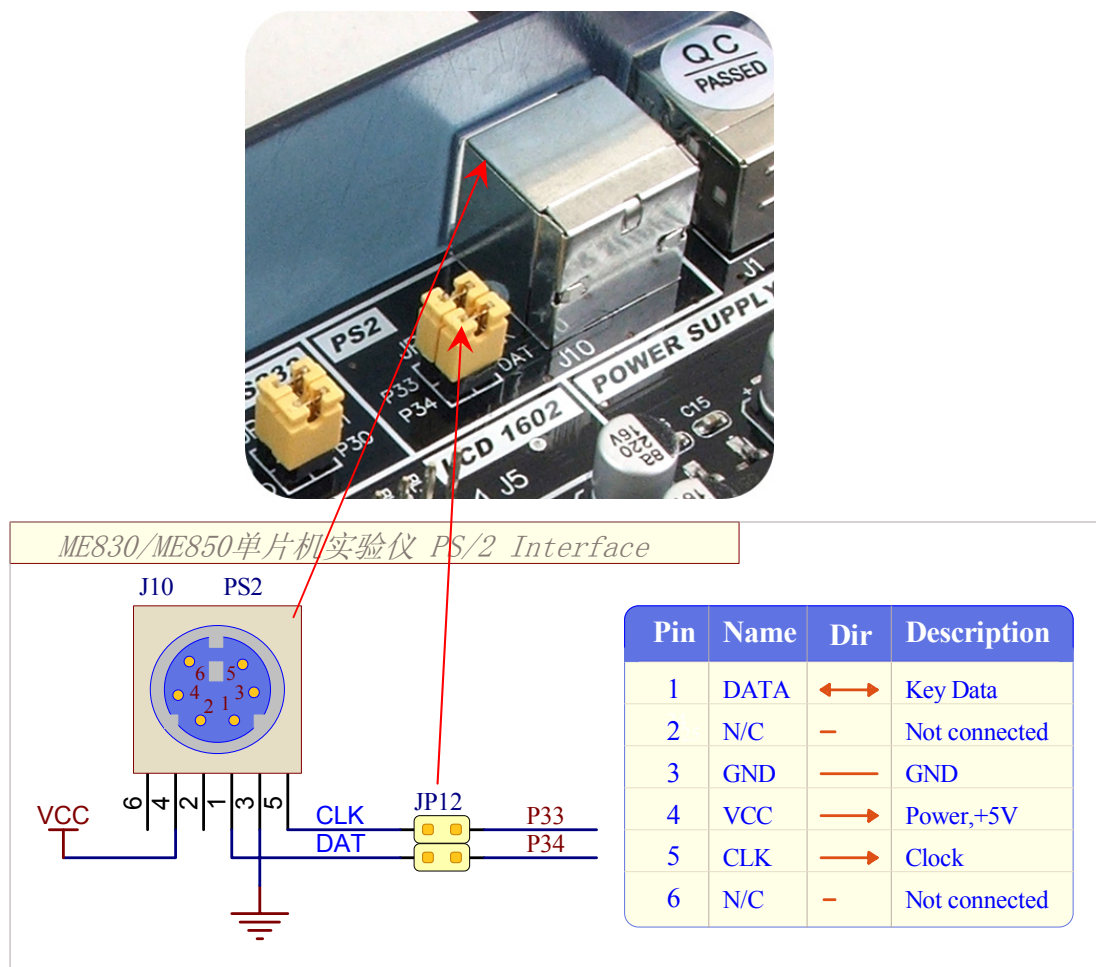 QC
PASSED
J1
POWER SUPPLY
J10
PS2
DAT
P33
P34
P30
LCD 1602
C15
J5
220
16V
ME830/ME850单片机实验仪 PS/2 Interface
J10 PS2
6 5
4 3
2 1
6 4 2 1 3 5
VCC
CLK
DAT
JP12
P33
P34
Pin Name Dir Description
1 DATA Key Data
2 N/C Not connected
3 GND GND
4 VCC Power,+5V
5 CLK Clock
6 N/C Not connected